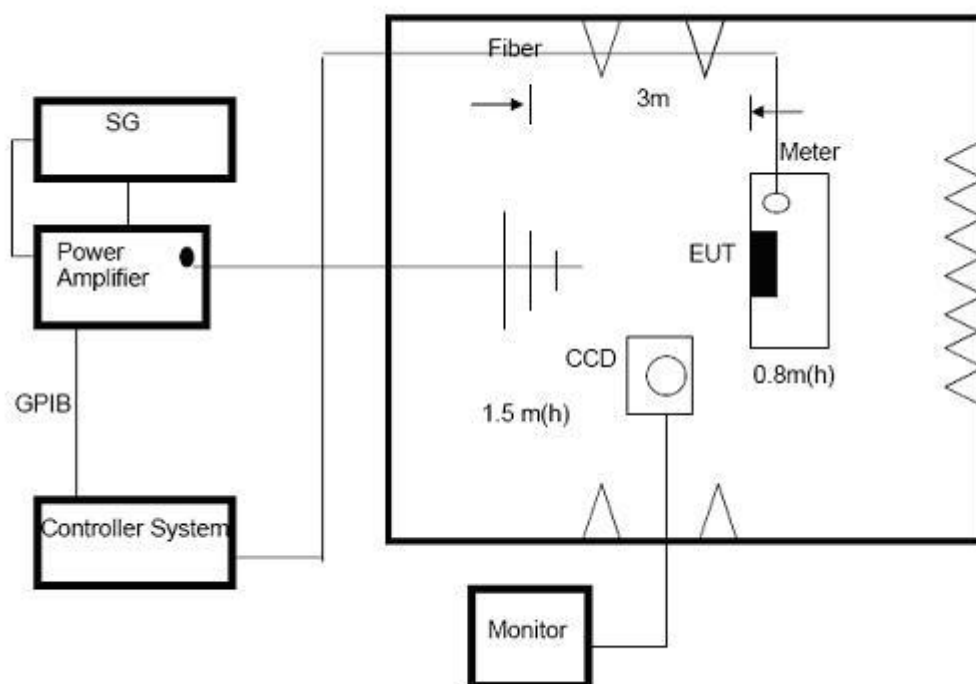 Fiber
3m
SG
Meter
Power
Amplifier
EUT
CCD
0.8m(h)
GPIB
1.5 m(h)
Controller System
Monitor